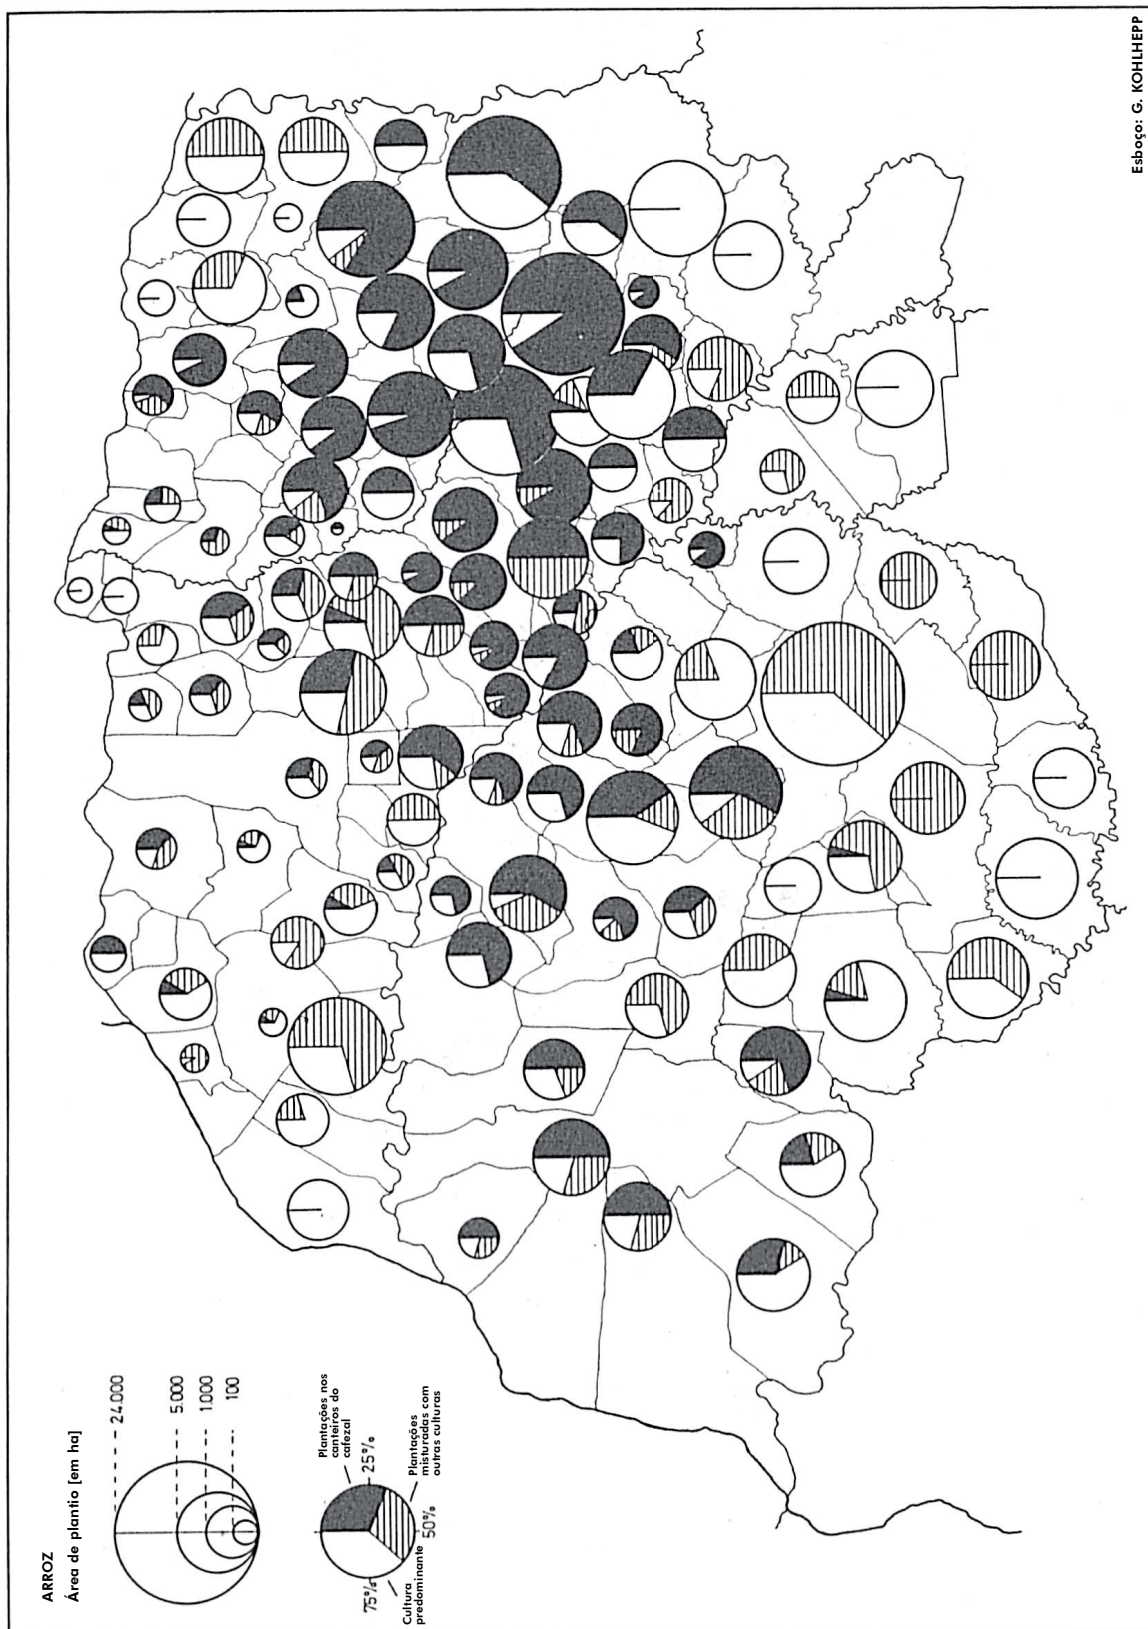 ARROZ
Área de plantio [em ha]
24.000
5.000
1.000
100
Plantações nos
canteiros do
cafezal
25%
Plantações
misturadas com
outras culturas
50%
Cultura
predominante
75%
Esboço: G. KOHLHEPP